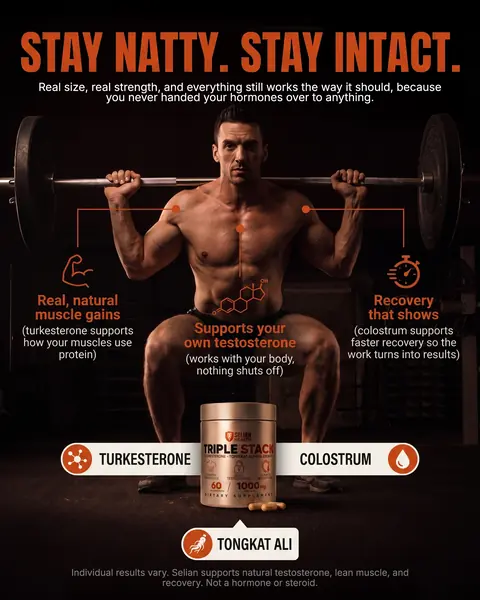 STAY NATTY. STAY INTACT.
Real size, real strength, and everything still works the way it should, because
you never handed your hormones over to anything.
Real, natural
muscle gains
(turkesterone supports
how your muscles use
protein)
Supports your
own testosterone
(works with your body,
nothing shuts off)
Recovery
that shows
(colostrum supports
faster recovery so the
work turns into results)
SELIAN
TRIPLE STACK
60
1000mg
DIETARY SUPPLEMENT
TURKESTERONE
COLOSTRUM
TONGKAT ALI
Individual results vary. Selian supports natural testosterone, lean muscle, and
recovery. Not a hormone or steroid.